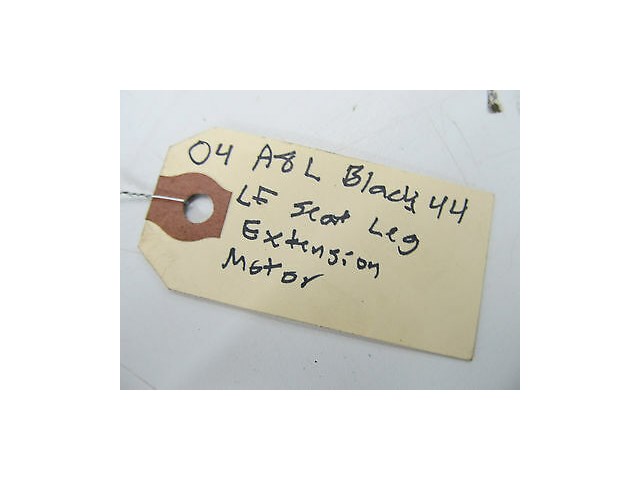 04 A8L Black 44
LF Seat Leg
Extension
Motor